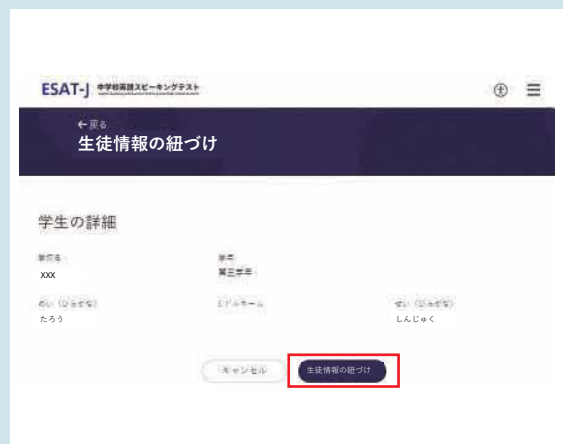 ESAT-J 中学校英語スピーキングテスト
←戻る
生徒情報の紐づけ
学生の詳細
学校名 学年
xxx 第三学年
めい（ひらがな） ミドルネーム せい（ひらがな）
たろう しんじゅく
キャンセル 生徒情報の紐づけ